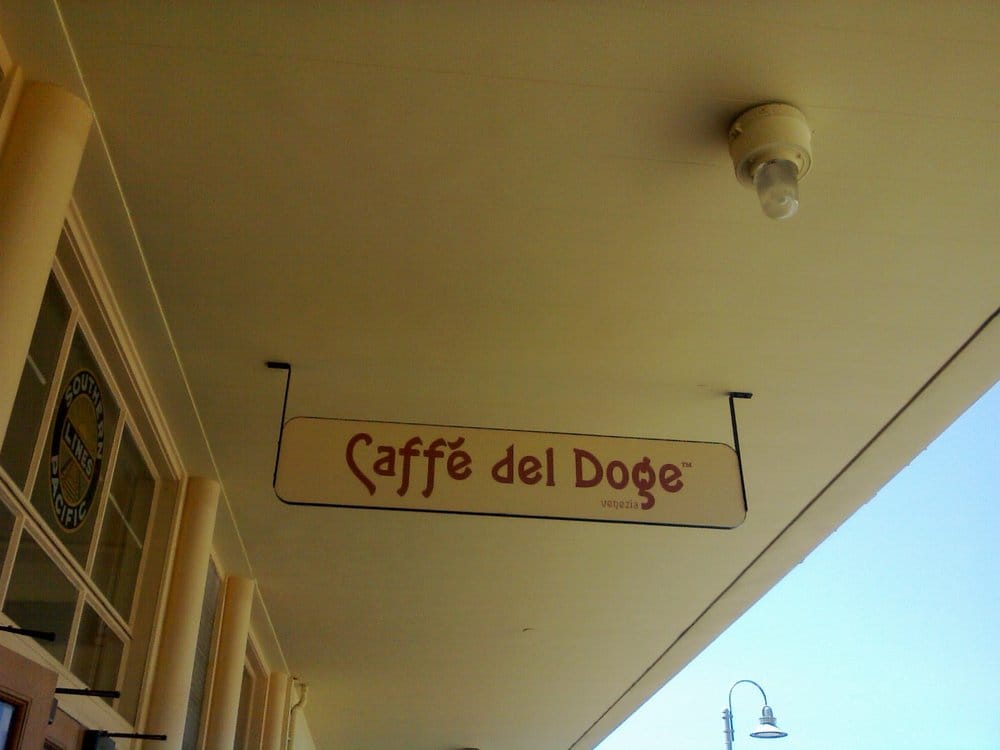 Caffé del Doge™
venezia
SOUTHERN
LINES
PACIFIC